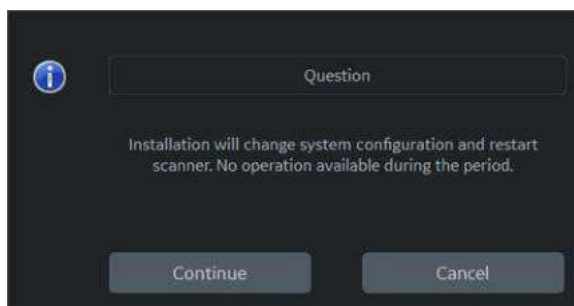 Question
Installation will change system configuration and restart
scanner. No operation available during the period.
Continue
Cancel